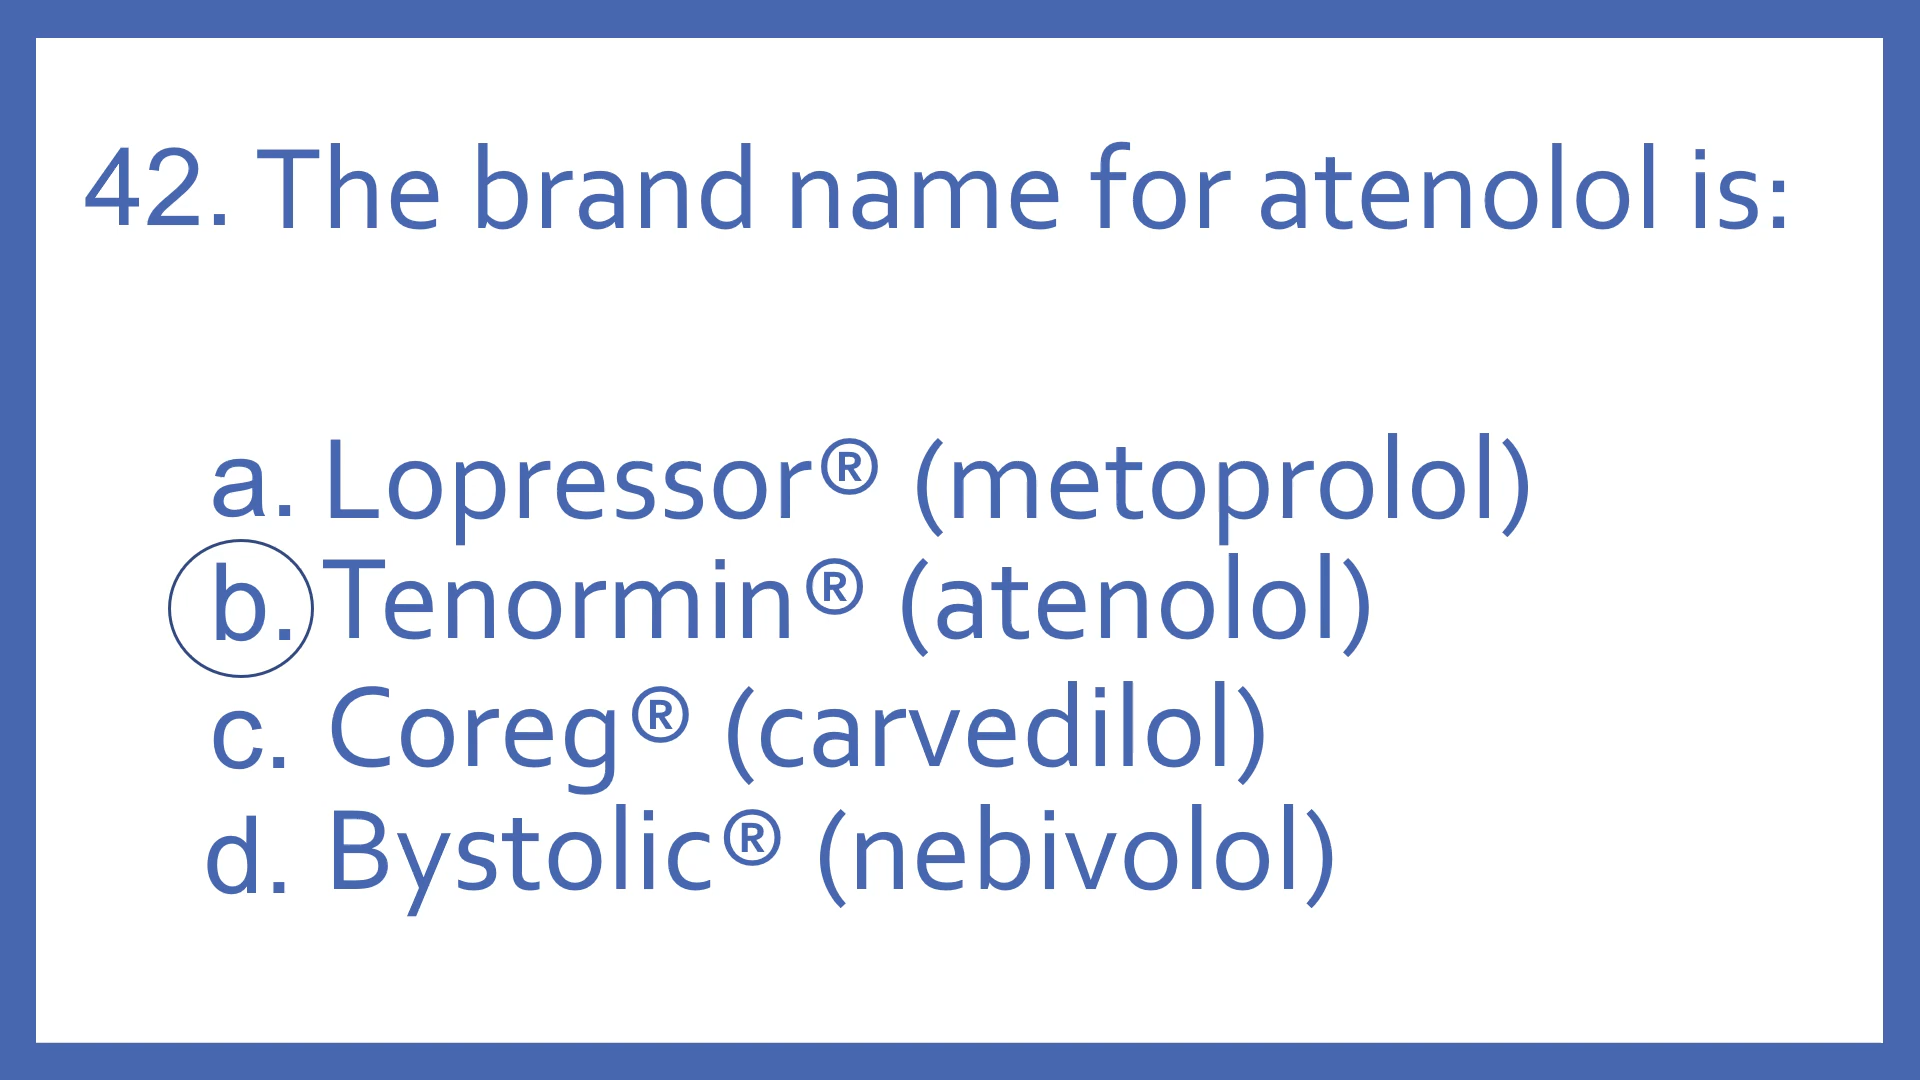 42. The brand name for atenolol is:
a. Lopressor® (metoprolol)
b. Tenormin® (atenolol)
c. Coreg® (carvedilol)
d. Bystolic® (nebivolol)